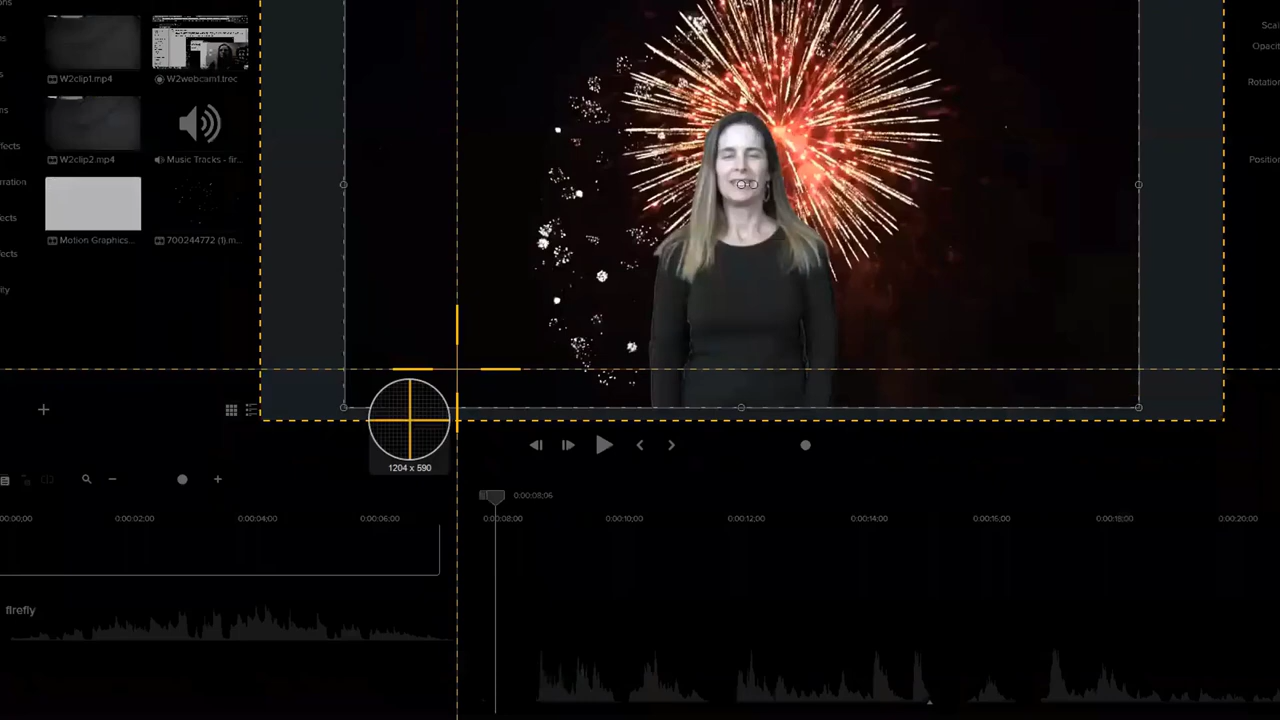 W2clip1.mp4
W2webcam1.trec
W2clip2.mp4
Music Tracks - fir...
Motion Graphics...
700244772 (1).m...
Opacit
Rotation
Position
1204 x 590
0:00:08;06
00:00;00
0:00:02;00
0:00:04;00
0:00:06;00
0:00:08;00
0:00:10;00
0:00:12;00
0:00:14;00
0:00:16;00
0:00:18;00
0:00:20;00
firefly